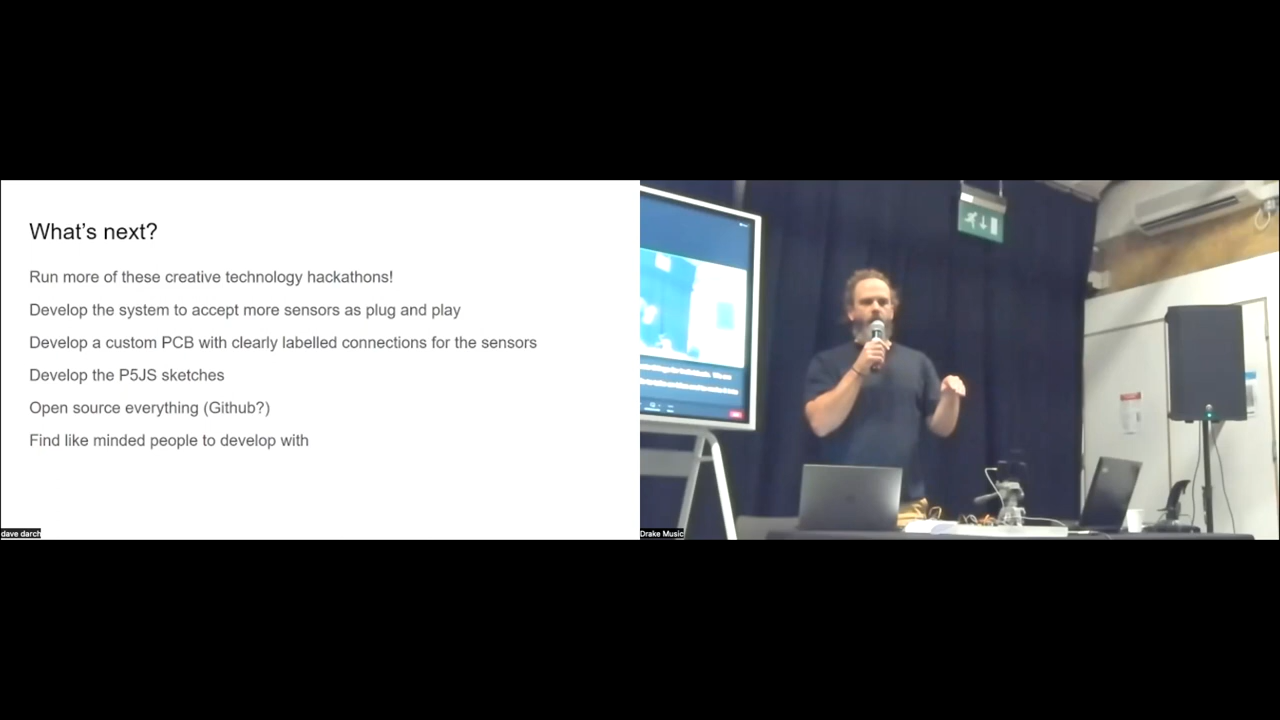 What's next?
Run more of these creative technology hackathons!
Develop the system to accept more sensors as plug and play
Develop a custom PCB with clearly labelled connections for the sensors
Develop the P5JS sketches
Open source everything (Github?)
Find like minded people to develop with
dave darch
Drake Music